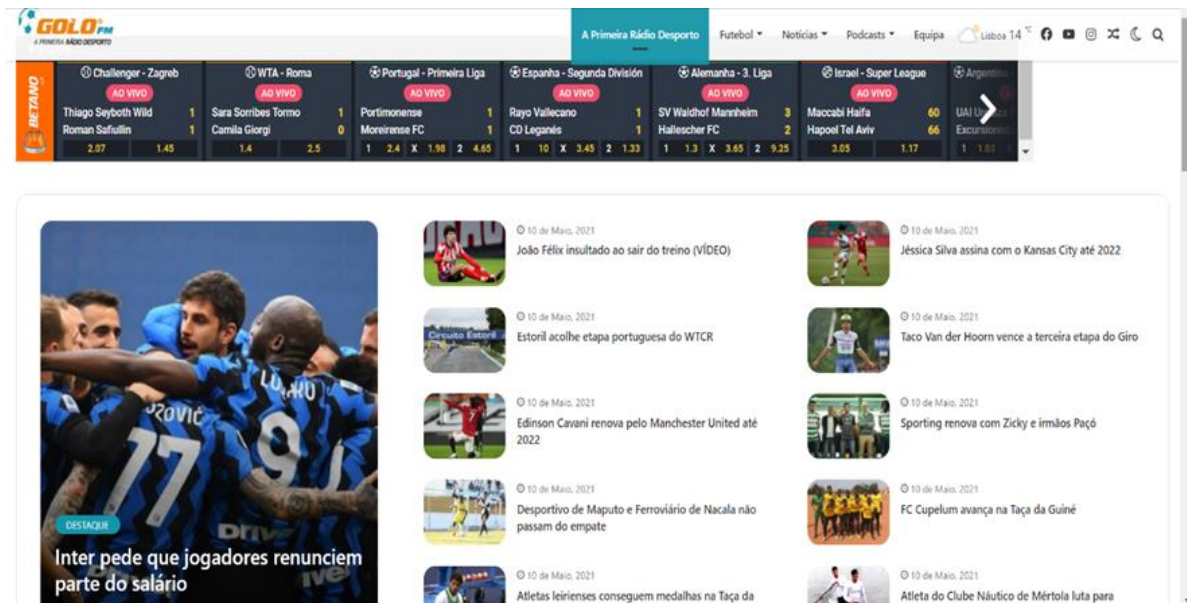 GOLO FM
A PRIMEIRA RÁDIO DESPORTO
A Primeira Rádio Desporto
Futebol
Notícias
Podcasts
Equipa
Lisboa 14 °C
BETANO
Challenger - Zagreb
AO VIVO
Thiago Seyboth Wild 1
Roman Safiullin 1
2.07 1.45
WTA - Roma
AO VIVO
Sara Sorribes Tormo 1
Camila Giorgi 0
1.4 2.5
Portugal - Primeira Liga
AO VIVO
Portimonense 1
Moreirense FC 1
1 2.4 X 1.98 2 4.65
Espanha - Segunda División
AO VIVO
Rayo Vallecano 1
CD Leganés 1
1 10 X 3.45 2 1.33
Alemanha - 3. Liga
AO VIVO
SV Waldhof Mannheim 3
Hallescher FC 2
1 1.3 X 3.65 2 9.25
Israel - Super League
AO VIVO
Maccabi Haifa 60
Hapoel Tel Aviv 66
3.05 1.17
Argentina
UAI
Excursionist
1 1.03
LUKAKU
9
77
DESTAQUE
Inter pede que jogadores renunciem
parte do salário
10 de Maio, 2021
João Félix insultado ao sair do treino (VÍDEO)
Circuito Estoril
10 de Maio, 2021
Estoril acolhe etapa portuguesa do WTCR
10 de Maio, 2021
Edinson Cavani renova pelo Manchester United até
2022
10 de Maio, 2021
Desportivo de Maputo e Ferroviário de Nacala não
passam do empate
10 de Maio, 2021
Atletas leirienses conseguem medalhas na Taça da
10 de Maio, 2021
Jéssica Silva assina com o Kansas City até 2022
10 de Maio, 2021
Taco Van der Hoorn vence a terceira etapa do Giro
10 de Maio, 2021
Sporting renova com Zicky e irmãos Paçó
10 de Maio, 2021
FC Cupelum avança na Taça da Guiné
10 de Maio, 2021
Atleta do Clube Náutico de Mértola luta para